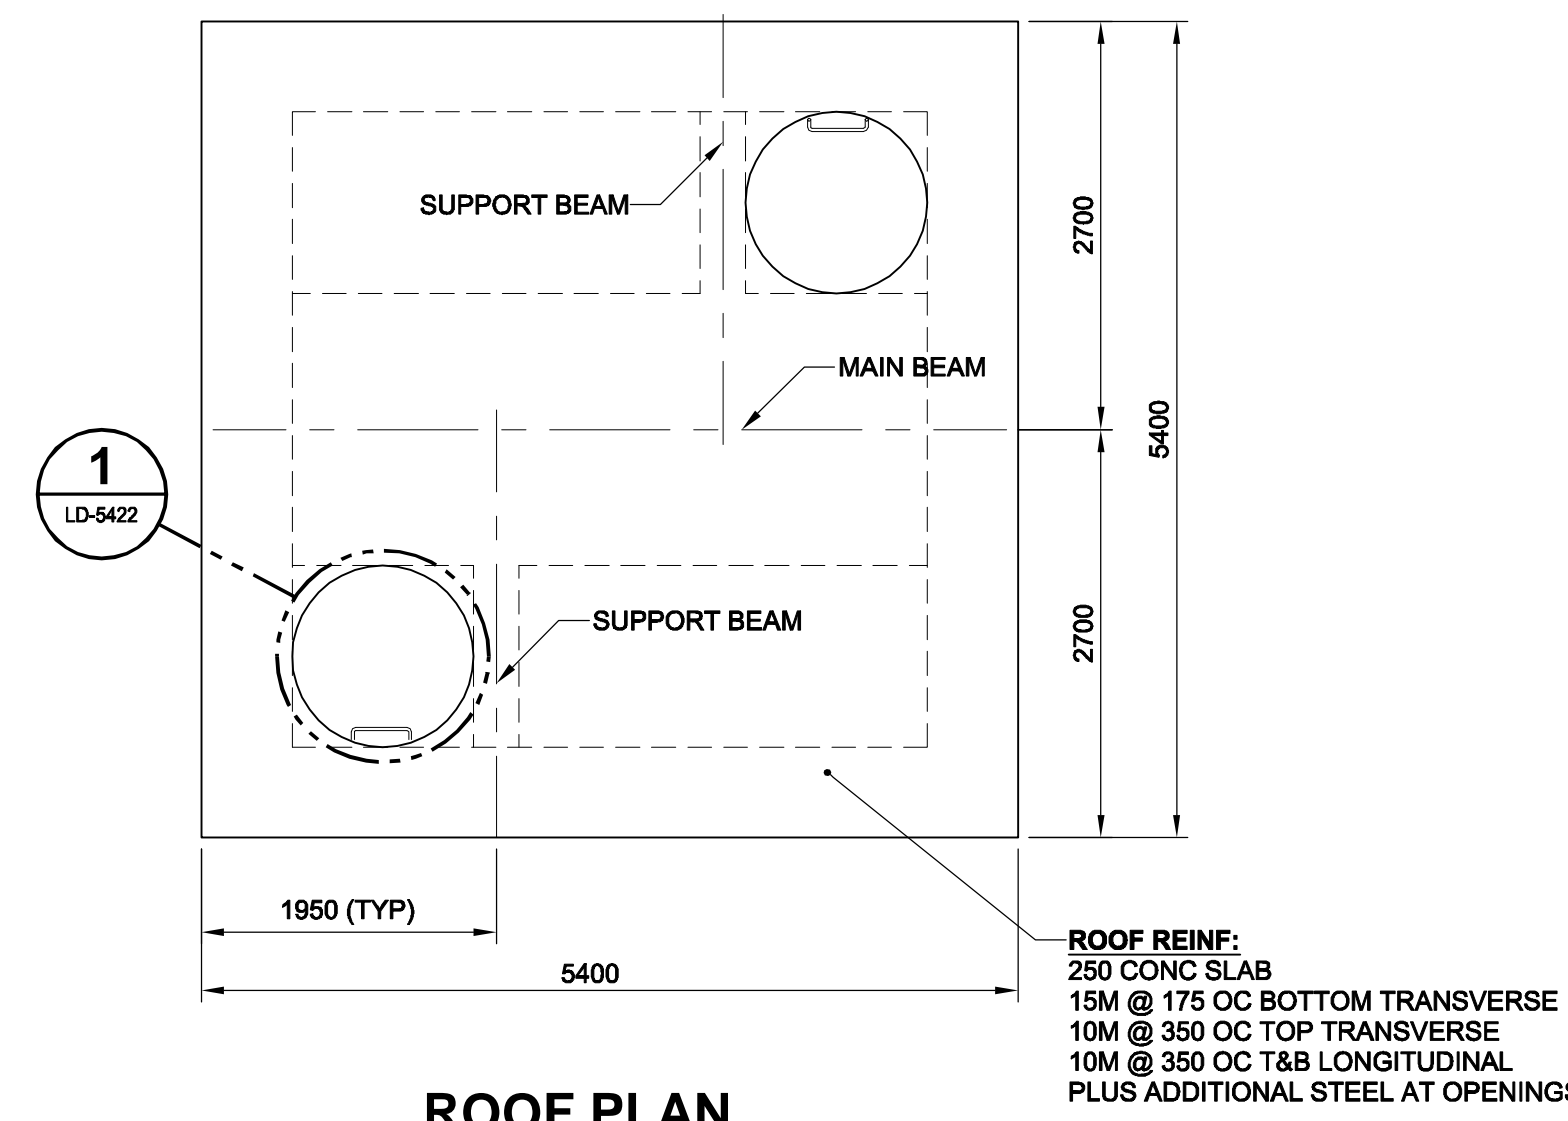 SUPPORT BEAM
2700
MAIN BEAM
5400
1
LD-5422
SUPPORT BEAM
2700
1950 (TYP)
5400
ROOF REINF:
250 CONC SLAB
15M @ 175 OC BOTTOM TRANSVERSE
10M @ 350 OC TOP TRANSVERSE
10M @ 350 OC T&B LONGITUDINAL
PLUS ADDITIONAL STEEL AT OPENINGS
ROOF PLAN